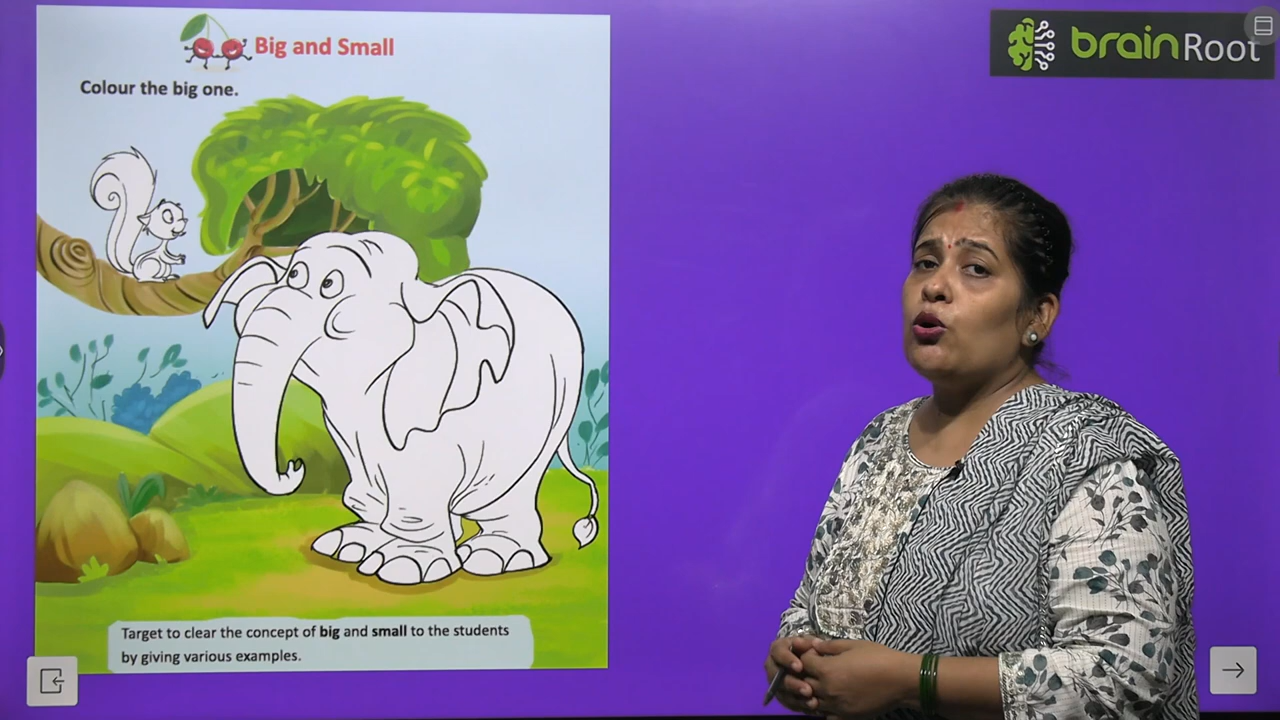 Big and Small
Colour the big one.
Target to clear the concept of big and small to the students
by giving various examples.
brainRoot